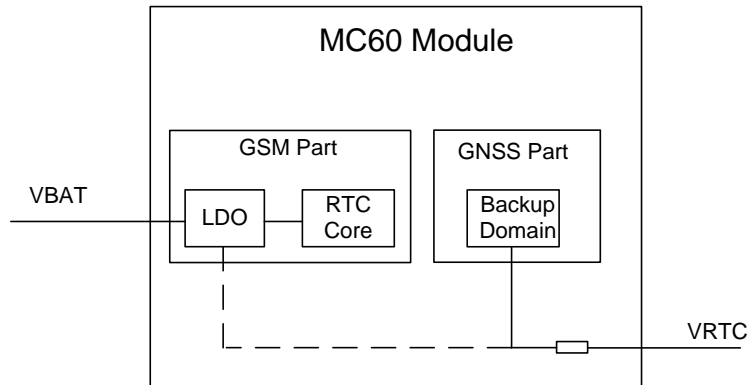 MC60 Module
GSM Part
GNSS Part
VBAT
LDO
RTC
Core
Backup
Domain
VRTC